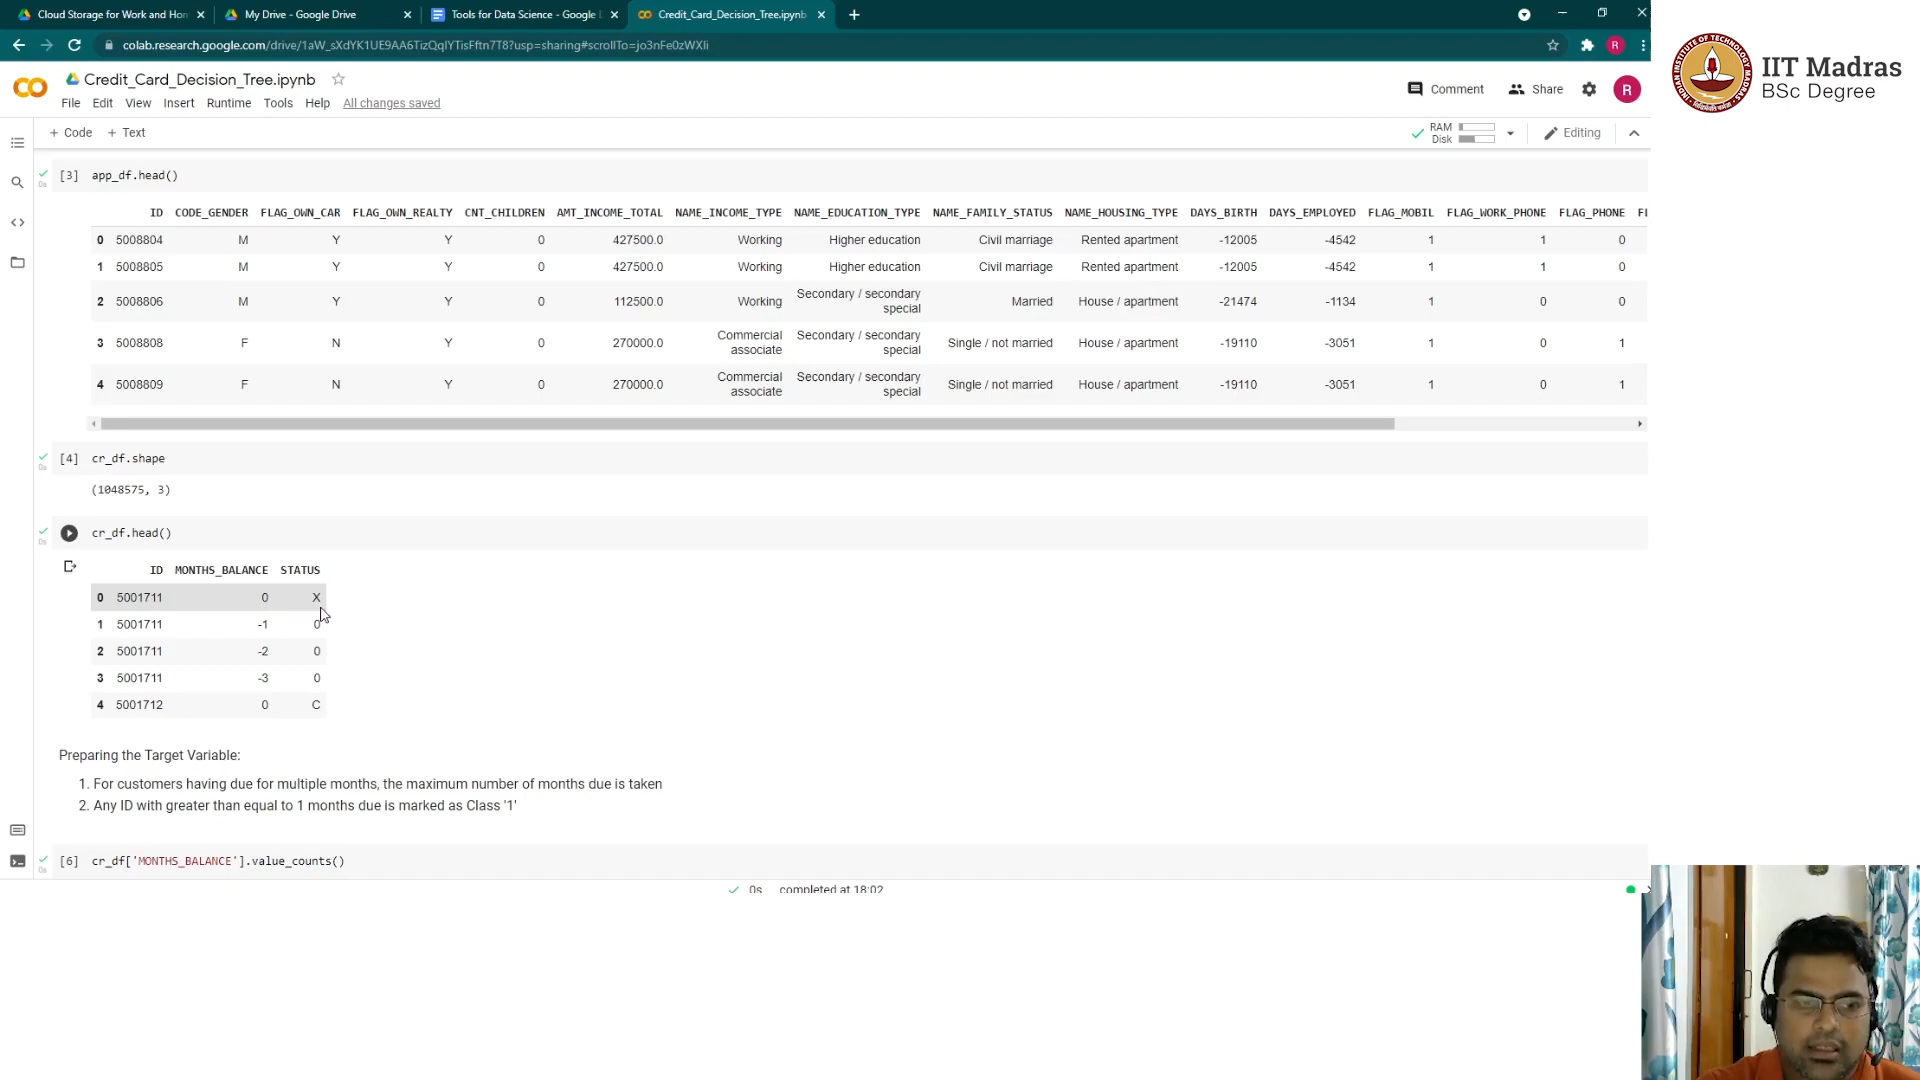 Cloud Storage for Work and Hom
My Drive - Google Drive
Tools for Data Science - Google
Credit_Card_Decision_Tree.ipynb
colab.research.google.com/drive/1aW_sXdYK1UE9AA6TizQqlYTisFftn7T8?usp=sharing#scrollTo=jo3nFe0zWXli
R
IIT Madras
BSc Degree
Credit_Card_Decision_Tree.ipynb
File Edit View Insert Runtime Tools Help All changes saved
Comment Share R
+ Code + Text
RAM
Disk
Editing
[3] app_df.head()
ID CODE_GENDER FLAG_OWN_CAR FLAG_OWN_REALTY CNT_CHILDREN AMT_INCOME_TOTAL NAME_INCOME_TYPE NAME_EDUCATION_TYPE NAME_FAMILY_STATUS NAME_HOUSING_TYPE DAYS_BIRTH DAYS_EMPLOYED FLAG_MOBIL FLAG_WORK_PHONE FLAG_PHONE FL
0 5008804 M Y Y 0 427500.0 Working Higher education Civil marriage Rented apartment -12005 -4542 1 1 0
1 5008805 M Y Y 0 427500.0 Working Higher education Civil marriage Rented apartment -12005 -4542 1 1 0
2 5008806 M Y Y 0 112500.0 Working Secondary / secondary special Married House / apartment -21474 -1134 1 0 0
3 5008808 F N Y 0 270000.0 Commercial associate Secondary / secondary special Single / not married House / apartment -19110 -3051 1 0 1
4 5008809 F N Y 0 270000.0 Commercial associate Secondary / secondary special Single / not married House / apartment -19110 -3051 1 0 1
[4] cr_df.shape
(1048575, 3)
cr_df.head()
ID MONTHS_BALANCE STATUS
0 5001711 0 X
1 5001711 -1 0
2 5001711 -2 0
3 5001711 -3 0
4 5001712 0 C
Preparing the Target Variable:
1. For customers having due for multiple months, the maximum number of months due is taken
2. Any ID with greater than equal to 1 months due is marked as Class '1'
[6] cr_df['MONTHS_BALANCE'].value_counts()
0s completed at 18:02